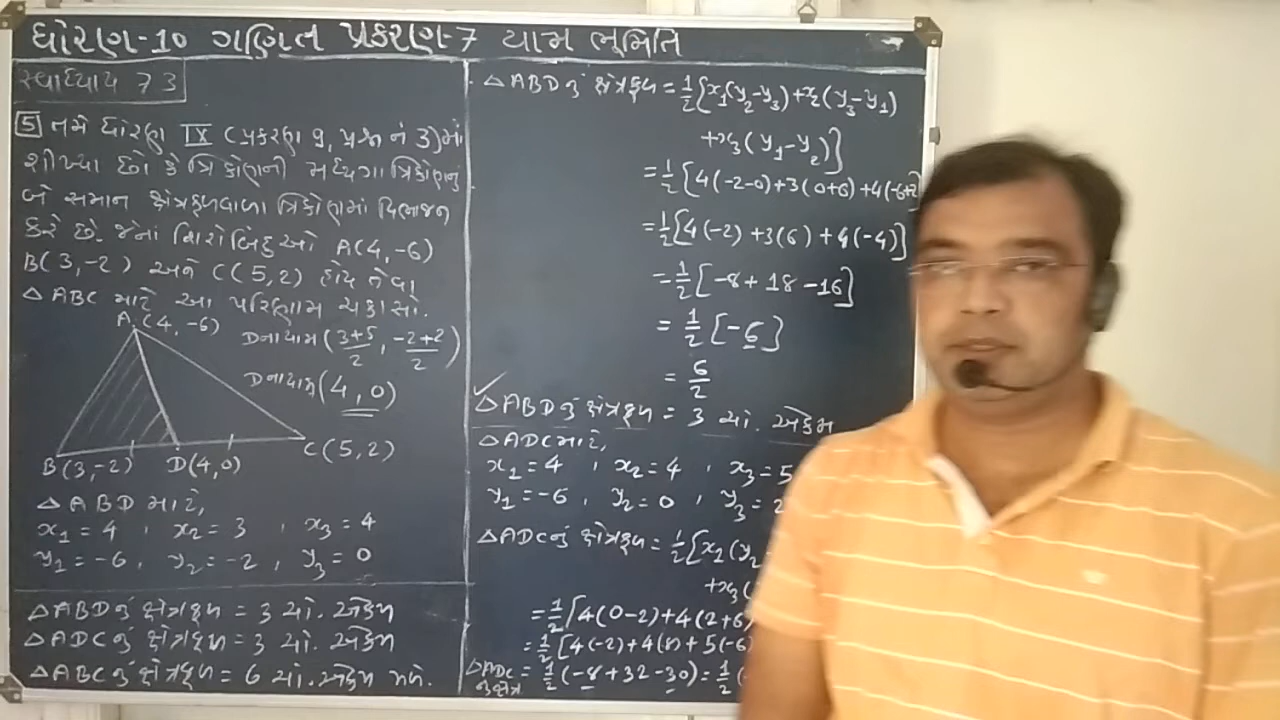 ધોરણ-10 ગણિત પ્રકરણ-7 યામ ભૂમિતિ
સ્વાધ્યાય 7 3
5 તમે ધોરણ IX (પ્રકરણ 9, પ્રશ્ન નં 3)માં
શીખ્યા છો કે ત્રિકોણની મધ્યગા ત્રિકોણનું
બે સમાન ક્ષેત્રફળવાળા ત્રિકોણમાં વિભાજન
કરે છે. જેનાં શિરોબિંદુઓ A(4,-6)
B(3,-2) અને C(5,2) હોય તેવા
△ABC માટે આ પરિણામ ચકાસો.
A(4,-6)
Dનાયામ(3+5/2, -2+2/2)
Dનાયામ(4,0)
B(3,-2) D(4,0) C(5,2)
△ABD માટે,
x₁=4 , x₂=3 , x₃=4
y₁=-6, y₂=-2, y₃=0
△ABDનું ક્ષેત્રફળ = 3 ચો. એકમ
△ADCનું ક્ષેત્રફળ = 3 ચો. એકમ
△ABCનું ક્ષેત્રફળ = 6 ચો. એકમ મળે.
△ABDનું ક્ષેત્રફળ = 1/2[x₁(y₂-y₃)+x₂(y₃-y₁)
+x₃(y₁-y₂)]
=1/2[4(-2-0)+3(0+6)+4(-6+2
=1/2[4(-2)+3(6)+4(-4)]
=1/2[-8+18-16]
=1/2[-6]
=6/2
✓△ABDનું ક્ષેત્રફળ = 3 ચો. એકમ
△ADCમાટે,
x₁=4 , x₂=4 , x₃=5
y₁=-6, y₂=0 , y₃=2
△ADCનું ક્ષેત્રફળ=1/2[x₁(y₂
+x₃(
=1/2[4(0-2)+4(2+6)
=1/2[4(-2)+4(8)+5(-6)
△ADC નું ક્ષેત્ર =1/2(-8+32-30)=1/2(